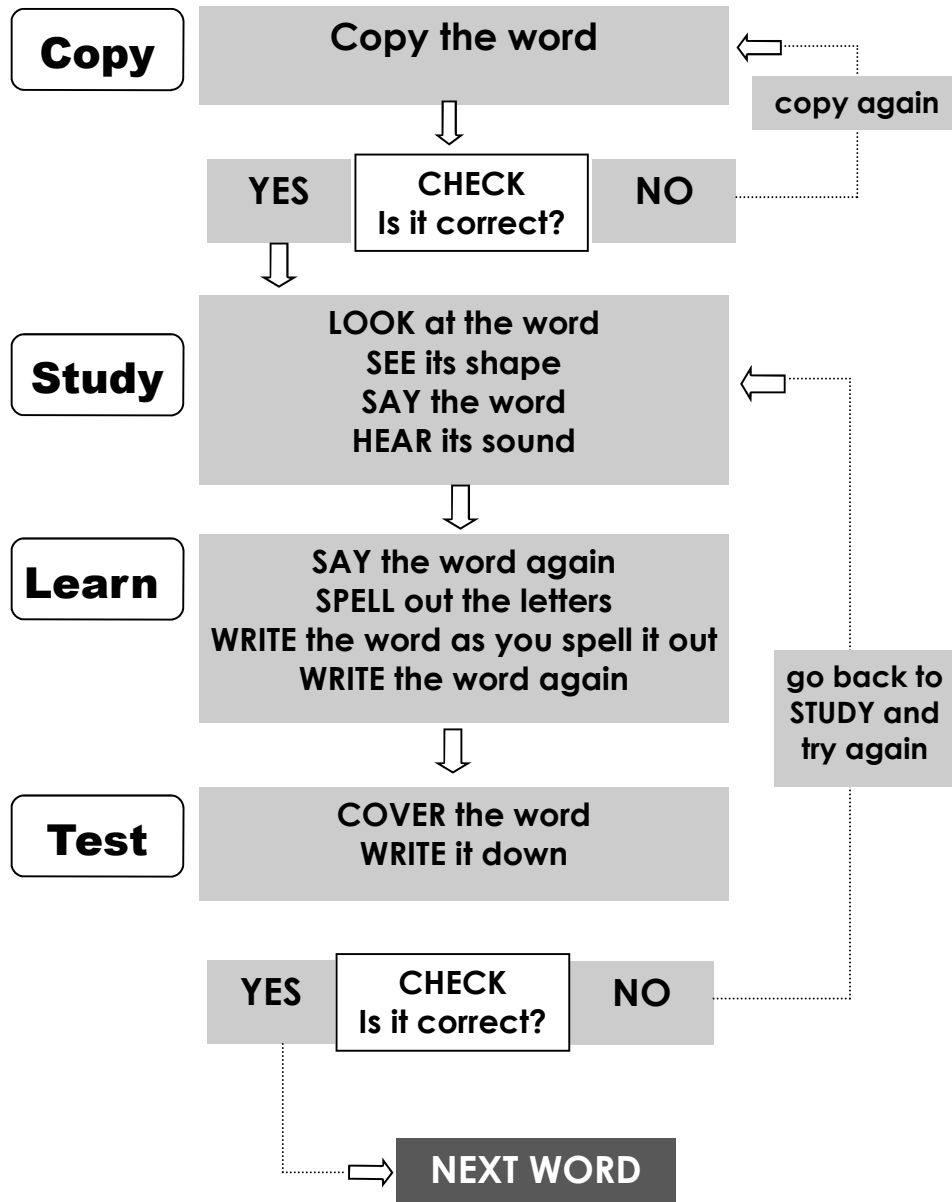 Copy
Copy the word
copy again
YES
CHECK
Is it correct?
NO
Study
LOOK at the word
SEE its shape
SAY the word
HEAR its sound
Learn
SAY the word again
SPELL out the letters
WRITE the word as you spell it out
WRITE the word again
go back to
STUDY and
try again
Test
COVER the word
WRITE it down
YES
CHECK
Is it correct?
NO
NEXT WORD